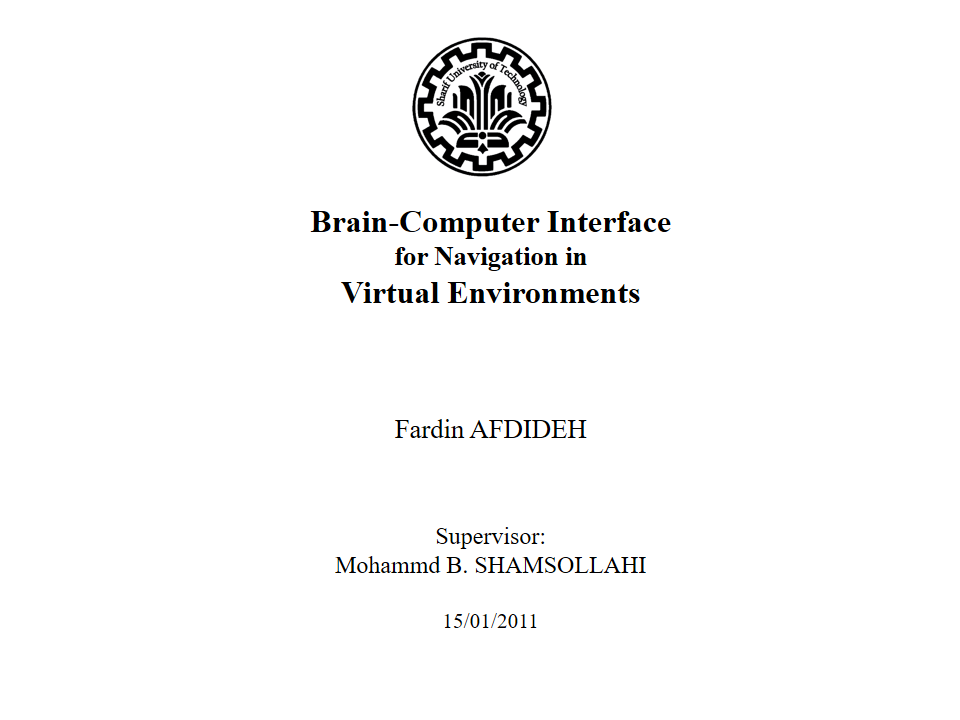 Sharif University of Technology
Brain-Computer Interface
for Navigation in
Virtual Environments
Fardin AFDIDEH
Supervisor:
Mohammd B. SHAMSOLLAHI
15/01/2011